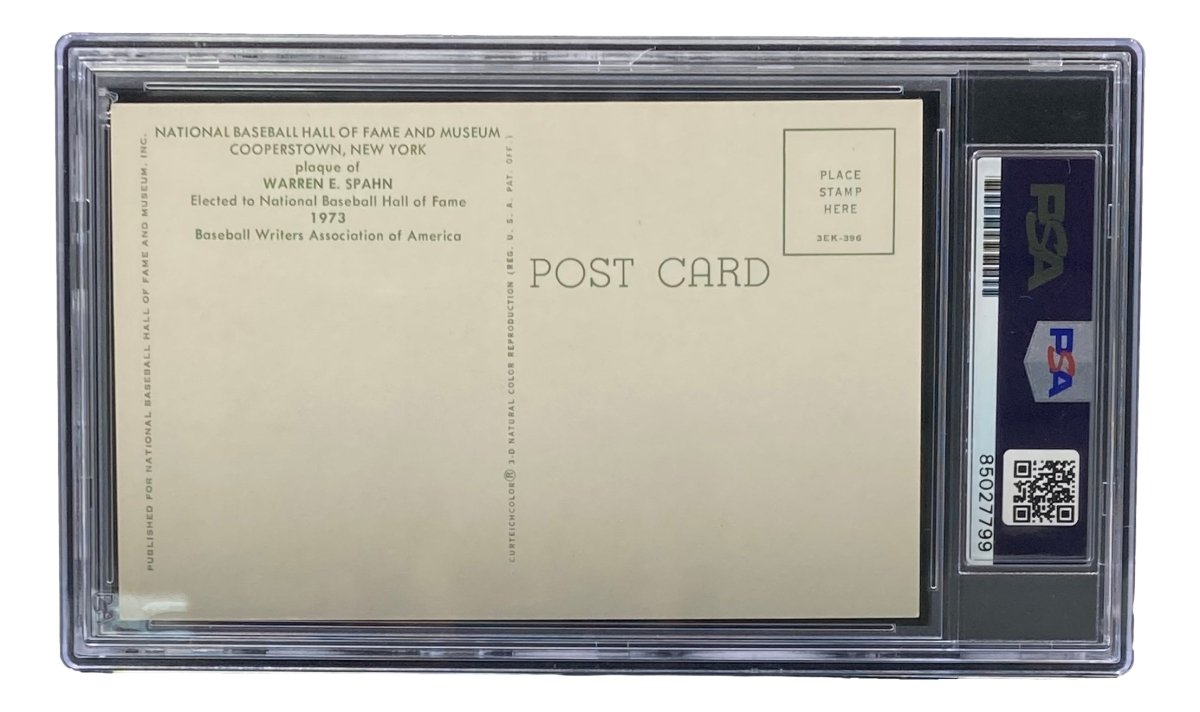 PUBLISHED FOR NATIONAL BASEBALL HALL OF FAME AND MUSEUM, INC.
NATIONAL BASEBALL HALL OF FAME AND MUSEUM
COOPERSTOWN, NEW YORK
plaque of
WARREN E. SPAHN
Elected to National Baseball Hall of Fame
1973
Baseball Writers Association of America
CURTEICHCOLOR® 3-D NATURAL COLOR REPRODUCTION (REG. U. S. A. PAT. OFF.)
POST CARD
PLACE
STAMP
HERE
3EK-396
PSA
PSA
85027799